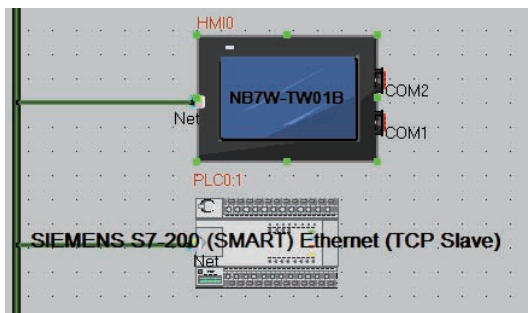 HMI0
NB7W-TW01B
COM2
Net
COM1
PLC0:1
SIEMENS S7-200 (SMART) Ethernet (TCP Slave)
Net